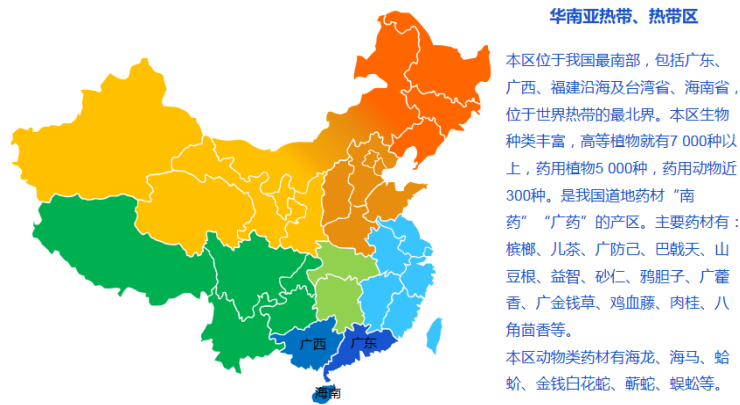 华南亚热带、热带区
本区位于我国最南部，包括广东、
广西、福建沿海及台湾省、海南省，
位于世界热带的最北界。本区生物
种类丰富，高等植物就有7 000种以
上，药用植物5 000种，药用动物近
300种。是我国道地药材“南
药”“广药”的产区。主要药材有：
槟榔、儿茶、广防己、巴戟天、山
豆根、益智、砂仁、鸦胆子、广藿
香、广金钱草、鸡血藤、肉桂、八
角茴香等。
本区动物类药材有海龙、海马、蛤
蚧、金钱白花蛇、蕲蛇、蜈蚣等。
广西
广东
海南